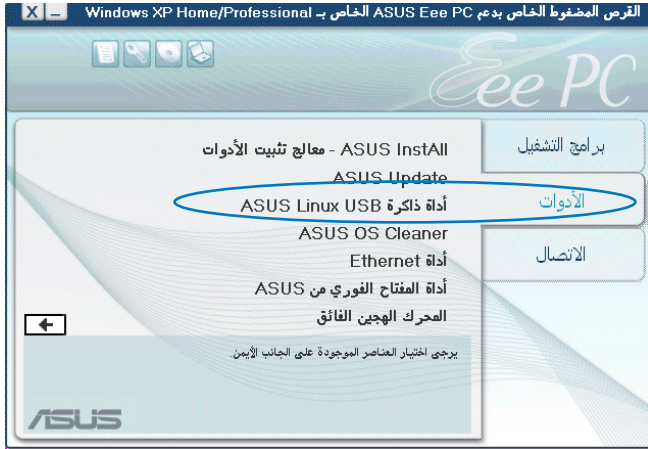 القرص المضغوط الخاص بدعم ASUS Eee PC الخاص بـ Windows XP Home/Professional
Eee PC
برامج التشغيل
الأدوات
الاتصال
ASUS InstAll - معالج تثبيت الأدوات
ASUS Update
أداة ذاكرة ASUS Linux USB
ASUS OS Cleaner
أداة Ethernet
أداة المفتاح الفوري من ASUS
المحرك الهجين الفائق
يرجى اختيار العناصر الموجودة على الجانب الأيمن.
ASUS